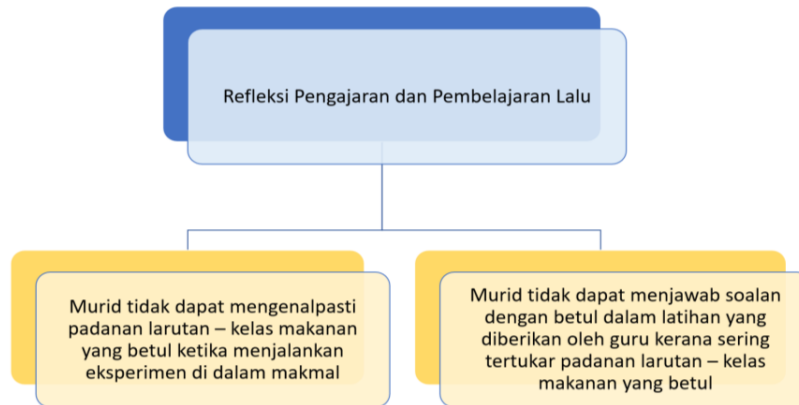 Refleksi Pengajaran dan Pembelajaran Lalu
Murid tidak dapat mengenalpasti
padanan larutan – kelas makanan
yang betul ketika menjalankan
eksperimen di dalam makmal
Murid tidak dapat menjawab soalan
dengan betul dalam latihan yang
diberikan oleh guru kerana sering
tertukar padanan larutan – kelas
makanan yang betul